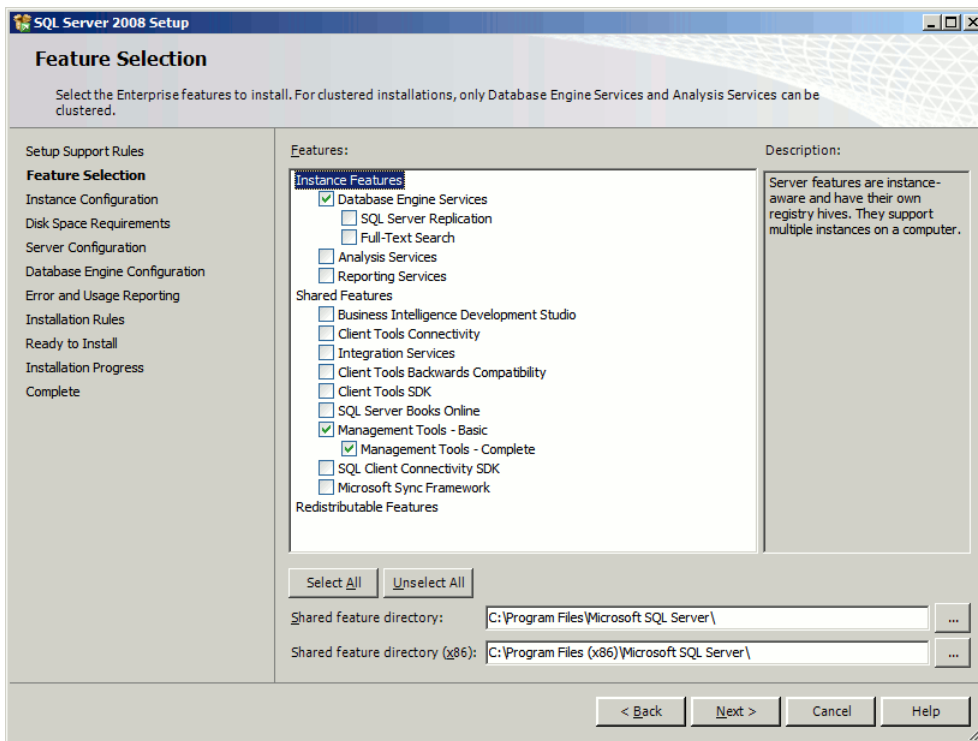 SQL Server 2008 Setup
Feature Selection
Select the Enterprise features to install. For clustered installations, only Database Engine Services and Analysis Services can be
clustered.
Setup Support Rules
Feature Selection
Instance Configuration
Disk Space Requirements
Server Configuration
Database Engine Configuration
Error and Usage Reporting
Installation Rules
Ready to Install
Installation Progress
Complete
Features:
Instance Features
Database Engine Services
SQL Server Replication
Full-Text Search
Analysis Services
Reporting Services
Shared Features
Business Intelligence Development Studio
Client Tools Connectivity
Integration Services
Client Tools Backwards Compatibility
Client Tools SDK
SQL Server Books Online
Management Tools - Basic
Management Tools - Complete
SQL Client Connectivity SDK
Microsoft Sync Framework
Redistributable Features
Description:
Server features are instance-
aware and have their own
registry hives. They support
multiple instances on a computer.
Select All
Unselect All
Shared feature directory:
C:\Program Files\Microsoft SQL Server\
...
Shared feature directory (x86):
C:\Program Files (x86)\Microsoft SQL Server\
...
< Back
Next >
Cancel
Help